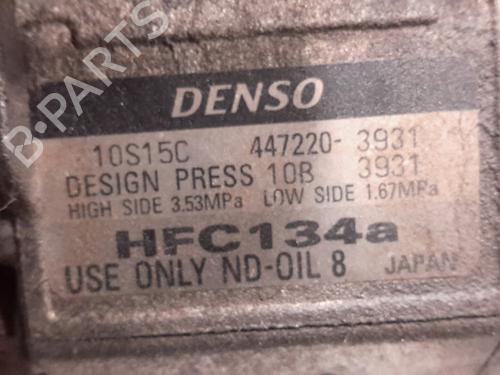 DENSO
10S15C 447220-3931
DESIGN PRESS 10B 3931
HIGH SIDE 3.53MPa LOW SIDE 1.67MPa
HFC134a
USE ONLY ND-OIL 8 JAPAN
B-PARTS